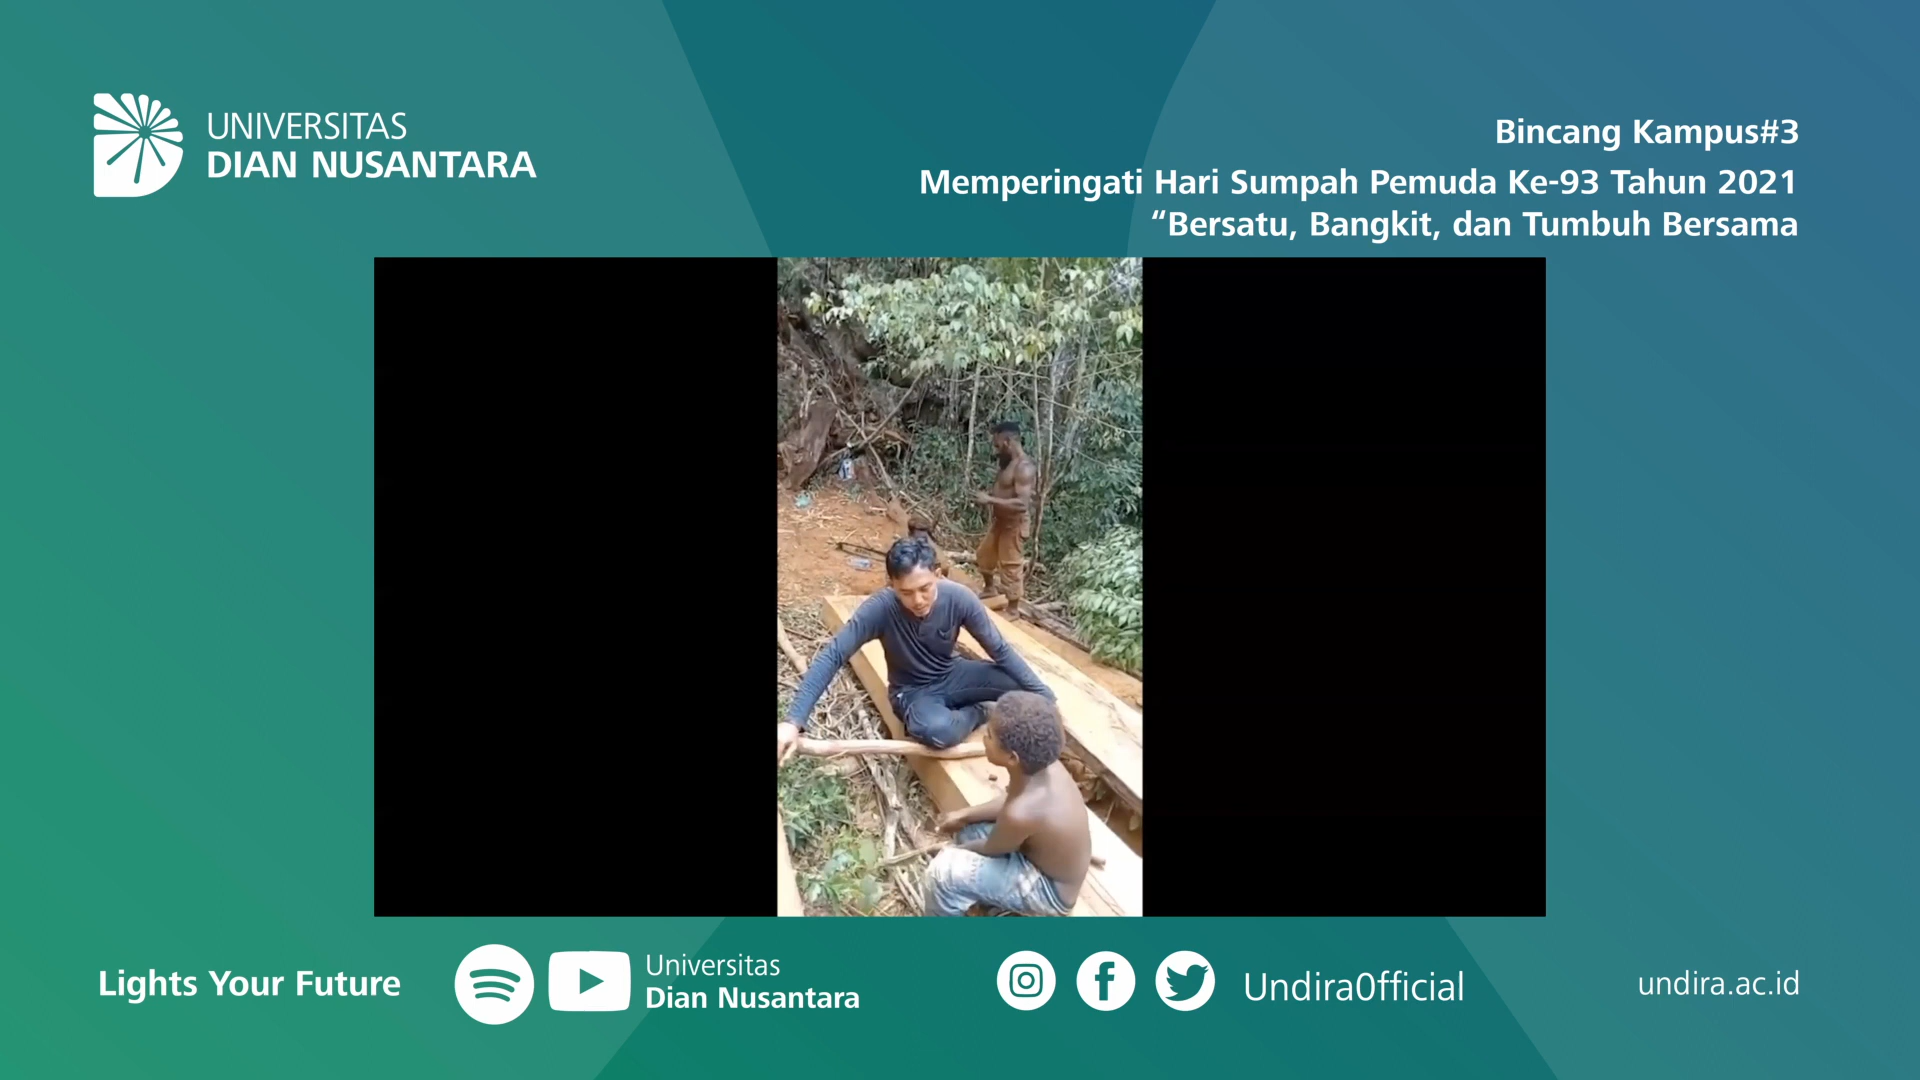 UNIVERSITAS
DIAN NUSANTARA
Bincang Kampus#3
Memperingati Hari Sumpah Pemuda Ke-93 Tahun 2021
“Bersatu, Bangkit, dan Tumbuh Bersama
Lights Your Future
Universitas
Dian Nusantara
Undira0fficial
undira.ac.id